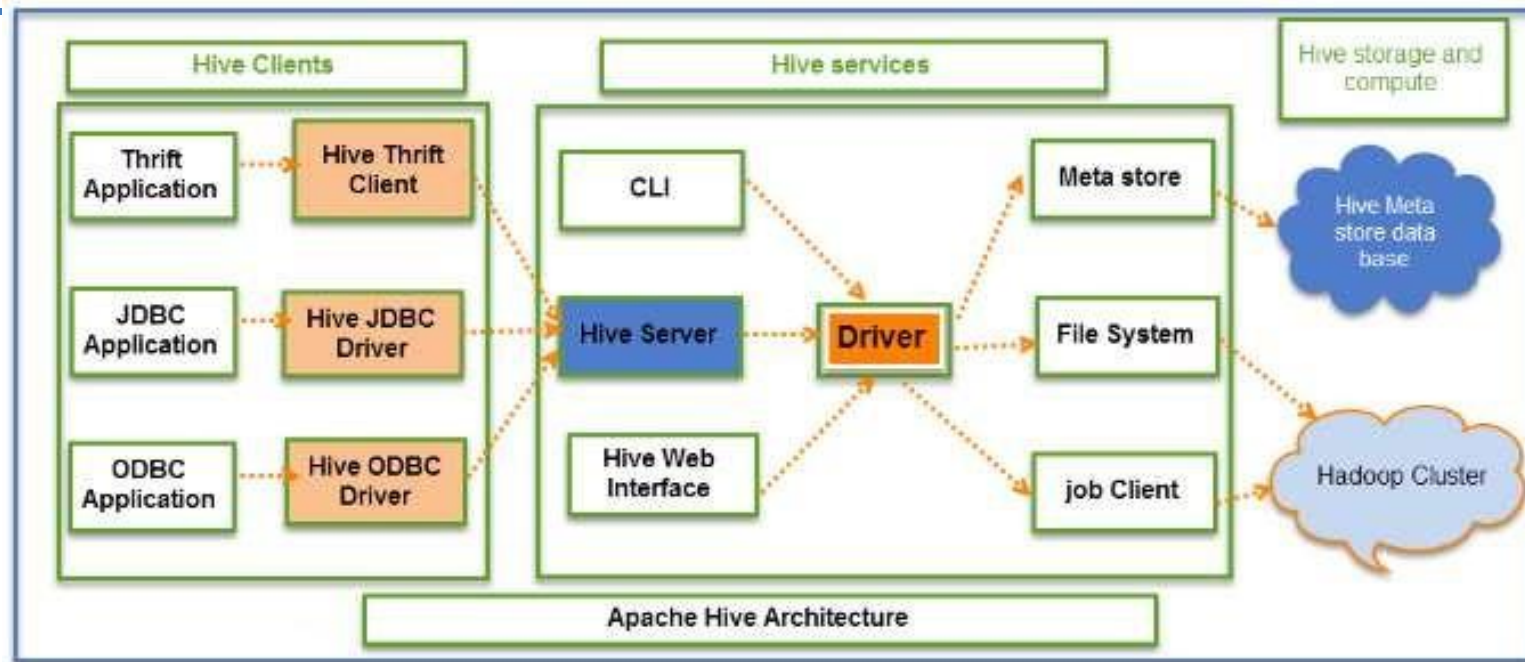 Hive Clients
Hive services
Hive storage and
compute
Thrift
Application
Hive Thrift
Client
CLI
Meta store
Hive Meta
store data
base
JDBC
Application
Hive JDBC
Driver
Hive Server
Driver
File System
ODBC
Application
Hive ODBC
Driver
Hive Web
Interface
job Client
Hadoop Cluster
Apache Hive Architecture